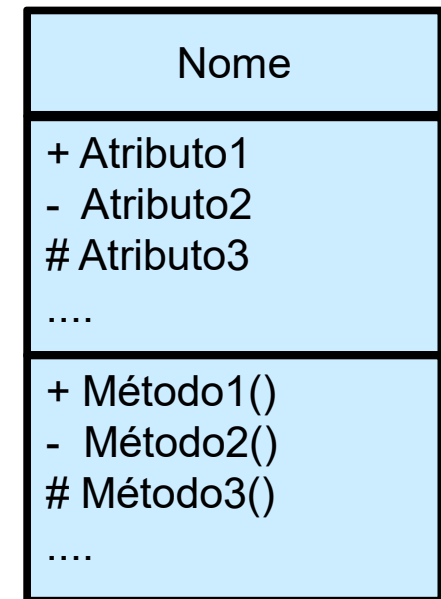 Nome
+ Atributo1
- Atributo2
# Atributo3
....
+ Método1()
- Método2()
# Método3()
....